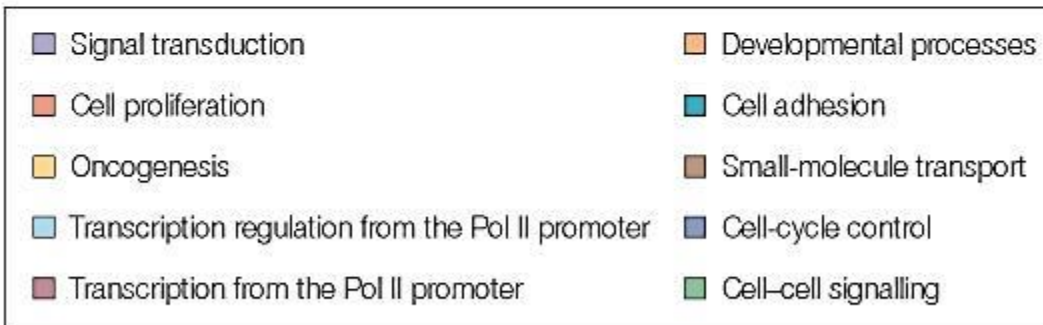 Signal transduction
Cell proliferation
Oncogenesis
Transcription regulation from the Pol II promoter
Transcription from the Pol II promoter
Developmental processes
Cell adhesion
Small-molecule transport
Cell-cycle control
Cell–cell signalling